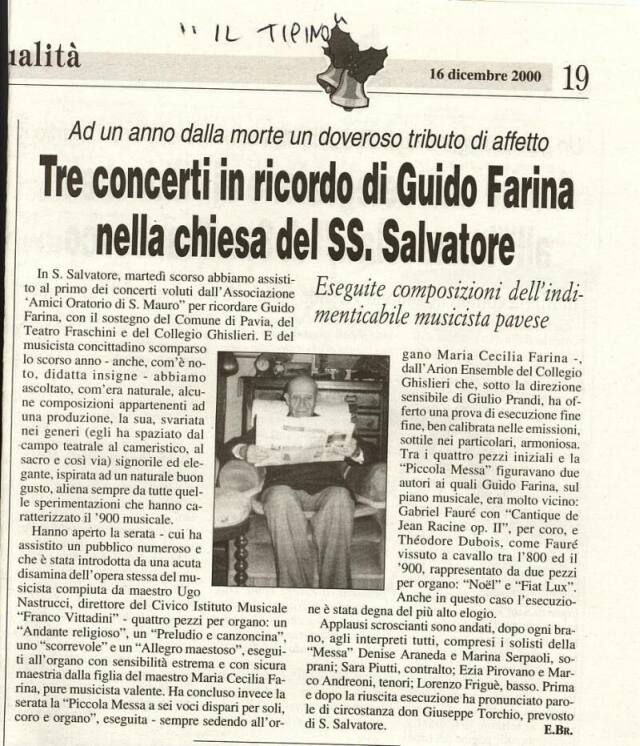 " IL TIPINO"
ualità
16 dicembre 2000
19
Ad un anno dalla morte un doveroso tributo di affetto
Tre concerti in ricordo di Guido Farina
nella chiesa del SS. Salvatore
In S. Salvatore, martedì scorso abbiamo assisti-
to al primo dei concerti voluti dall'Associazione
'Amici Oratorio di S. Mauro" per ricordare Guido
Farina, con il sostegno del Comune di Pavia, del
Teatro Fraschini e del Collegio Ghislieri. E del
musicista concittadino scomparso
lo scorso anno - anche, com'è no-
to, didatta insigne - abbiamo
ascoltato, com'era naturale, alcu-
ne composizioni appartenenti ad
una produzione, la sua, svariata
nei generi (egli ha spaziato dal
campo teatrale al cameristico, al
sacro e così via) signorile ed ele-
gante, ispirata ad un naturale buon
gusto, aliena sempre da tutte quel-
le sperimentazioni che hanno ca-
ratterizzato il '900 musicale.
Hanno aperto la serata - cui ha
assistito un pubblico numeroso e
che è stata introdotta da una acuta
disamina dell'opera stessa del mu-
sicista compiuta da maestro Ugo
Nastrucci, direttore del Civico Istituto Musicale
"Franco Vittadini" - quattro pezzi per organo: un
"Andante religioso", un "Preludio e canzoncina",
uno "scorrevole" e un "Allegro maestoso", esegui-
ti all'organo con sensibilità estrema e con sicura
maestria dalla figlia del maestro Maria Cecilia Fa-
rina, pure musicista valente. Ha concluso invece la
serata la "Piccola Messa a sei voci dispari per soli,
coro e organo", eseguita - sempre sedendo all'or-
Eseguite composizioni dell'indi-
menticabile musicista pavese
gano Maria Cecilia Farina -,
dall'Arion Ensemble del Collegio
Ghislieri che, sotto la direzione
sensibile di Giulio Prandi, ha of-
ferto una prova di esecuzione fine
fine, ben calibrata nelle emissioni,
sottile nei particolari, armoniosa.
Tra i quattro pezzi iniziali e la
"Piccola Messa" figuravano due
autori ai quali Guido Farina, sul
piano musicale, era molto vicino:
Gabriel Fauré con "Cantique de
Jean Racine op. II", per coro, e
Théodore Dubois, come Fauré
vissuto a cavallo tra l'800 ed il
'900, rappresentato da due pezzi
per organo: "Noël" e "Fiat Lux".
Anche in questo caso l'esecuzio-
ne è stata degna del più alto elogio.
Applausi scroscianti sono andati, dopo ogni bra-
no, agli interpreti tutti, compresi i solisti della
"Messa" Denise Araneda e Marina Serpaoli, so-
prani; Sara Piutti, contralto; Ezia Pirovano e Mar-
co Andreoni, tenori; Lorenzo Friguè, basso. Prima
e dopo la riuscita esecuzione ha pronunciato paro-
le di circostanza don Giuseppe Torchio, prevosto
di S. Salvatore.
E.BR.